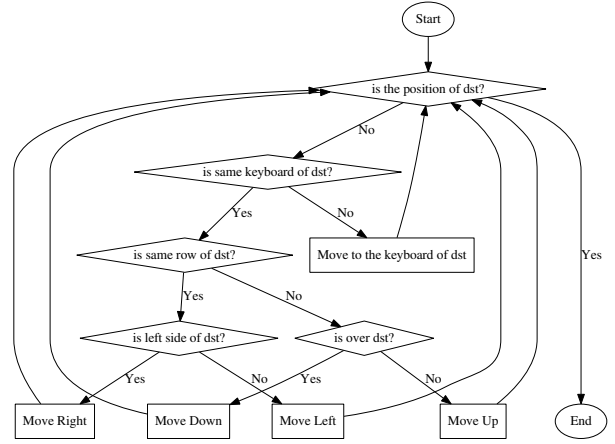 Start
is the position of dst?
No
is same keyboard of dst?
Yes
No
is same row of dst?
Move to the keyboard of dst
Yes
Yes
No
is left side of dst?
is over dst?
Yes
No
Yes
No
Move Right
Move Down
Move Left
Move Up
End